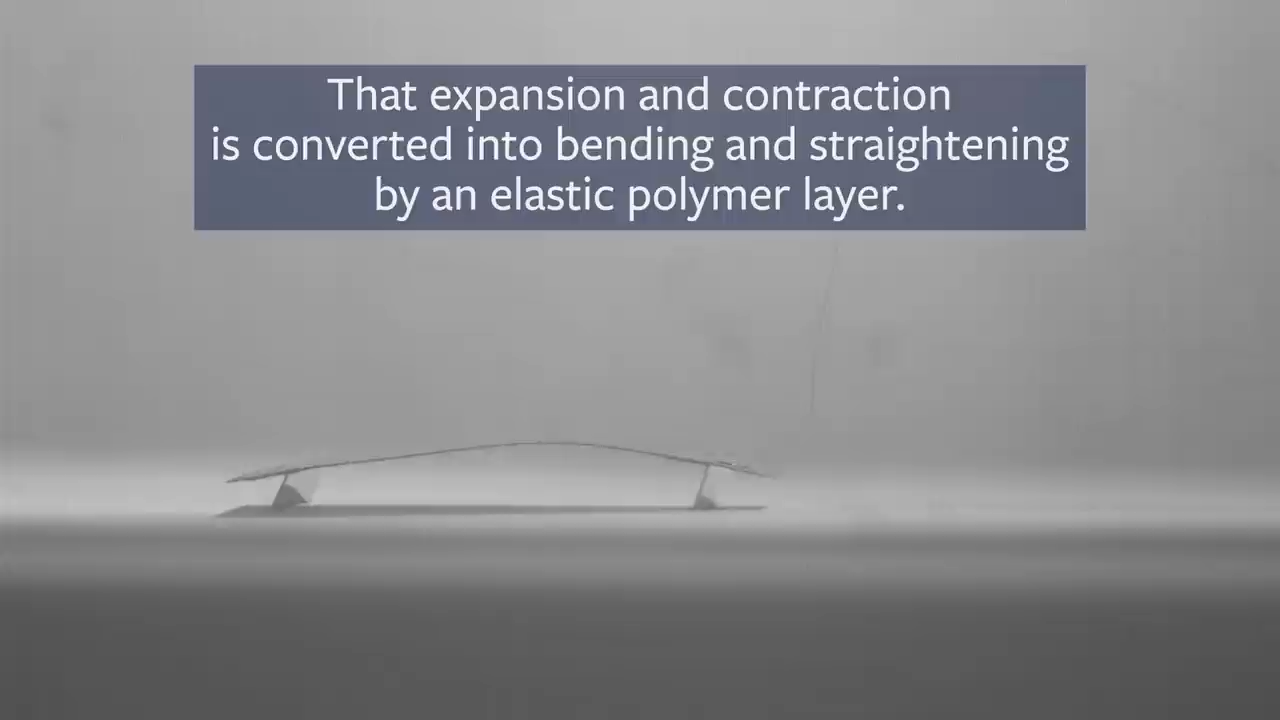 That expansion and contraction
is converted into bending and straightening
by an elastic polymer layer.